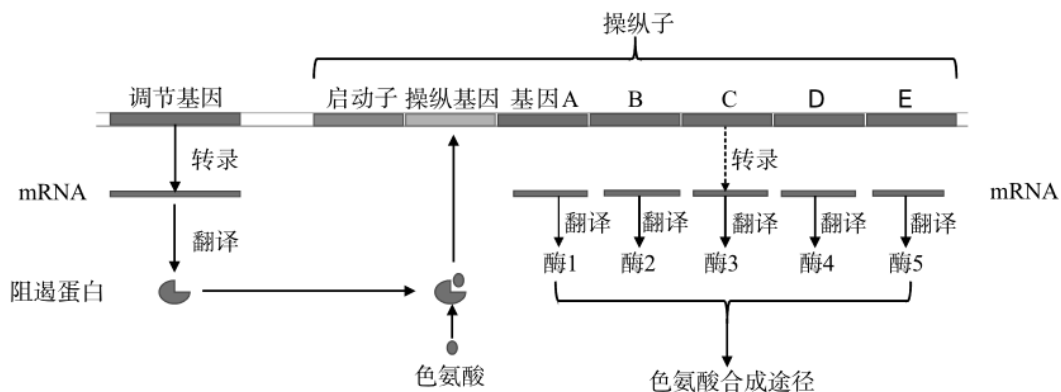 操纵子
调节基因 启动子 操纵基因 基因A B C D E
转录 转录
mRNA mRNA
翻译 翻译 翻译 翻译 翻译 翻译
酶1 酶2 酶3 酶4 酶5
阻遏蛋白
色氨酸 色氨酸合成途径